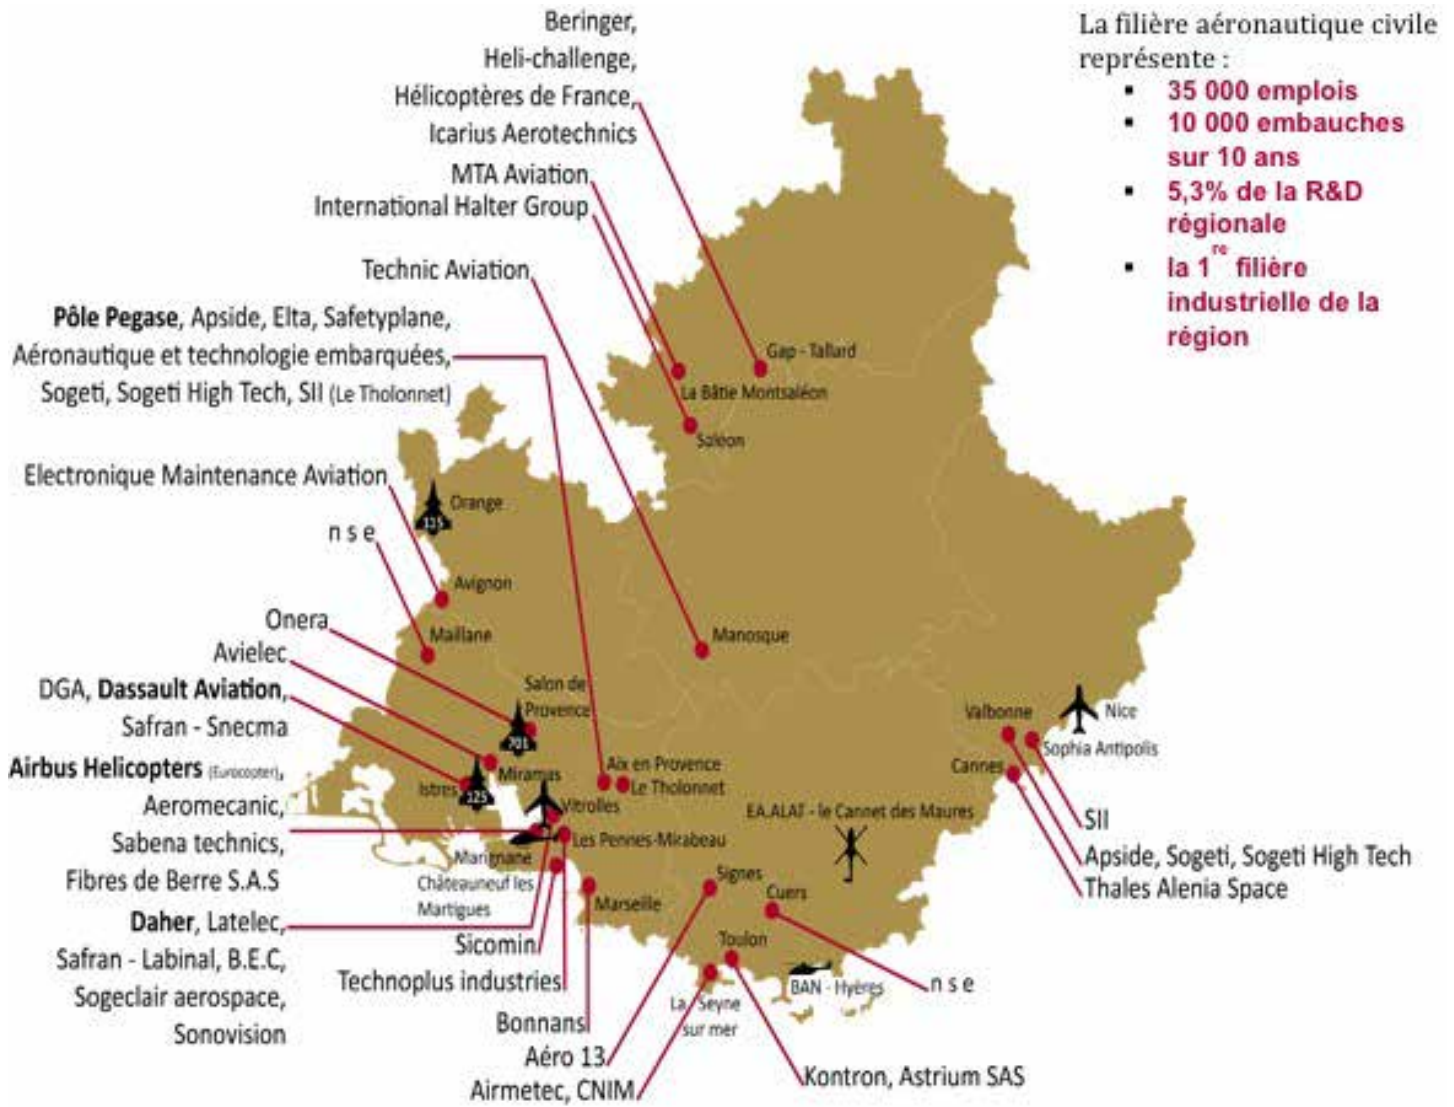 Beringer,
Heli-challenge,
Hélicoptères de France,
Icarius Aerotechnics
MTA Aviation
International Halter Group
Technic Aviation
Pôle Pegase, Apside, Elta, Safetyplane,
Aéronautique et technologie embarquées,
Sogeti, Sogeti High Tech, SII (Le Tholonnet)
Electronique Maintenance Aviation
n s e
Onera
Avielec
DGA, Dassault Aviation,
Safran - Snecma
Airbus Helicopters (Eurocopter),
Aeromecanic,
Sabena technics,
Fibres de Berre S.A.S
Daher, Latelec,
Safran - Labinal, B.E.C,
Sogeclair aerospace,
Sonovision
Sicomin
Technoplus industries
Bonnans
Aéro 13
Airmetec, CNIM
Kontron, Astrium SAS
n s e
SII
Apside, Sogeti, Sogeti High Tech
Thales Alenia Space
La filière aéronautique civile
représente :
▪ 35 000 emplois
▪ 10 000 embauches
sur 10 ans
▪ 5,3% de la R&D
régionale
▪ la 1re filière
industrielle de la
région
Gap - Tallard
La Bâtie Montsaléon
Saléon
Orange
115
Avignon
Maillane
Manosque
Salon de
Provence
701
Miramas
Istres
125
Aix en Provence
Le Tholonnet
Vitrolles
Les Pennes-Mirabeau
Marignane
Châteauneuf les
Martigues
Marseille
EA.ALAT - le Cannet des Maures
Signes
Cuers
Toulon
La Seyne
sur mer
BAN - Hyères
Valbonne
Nice
Sophia Antipolis
Cannes